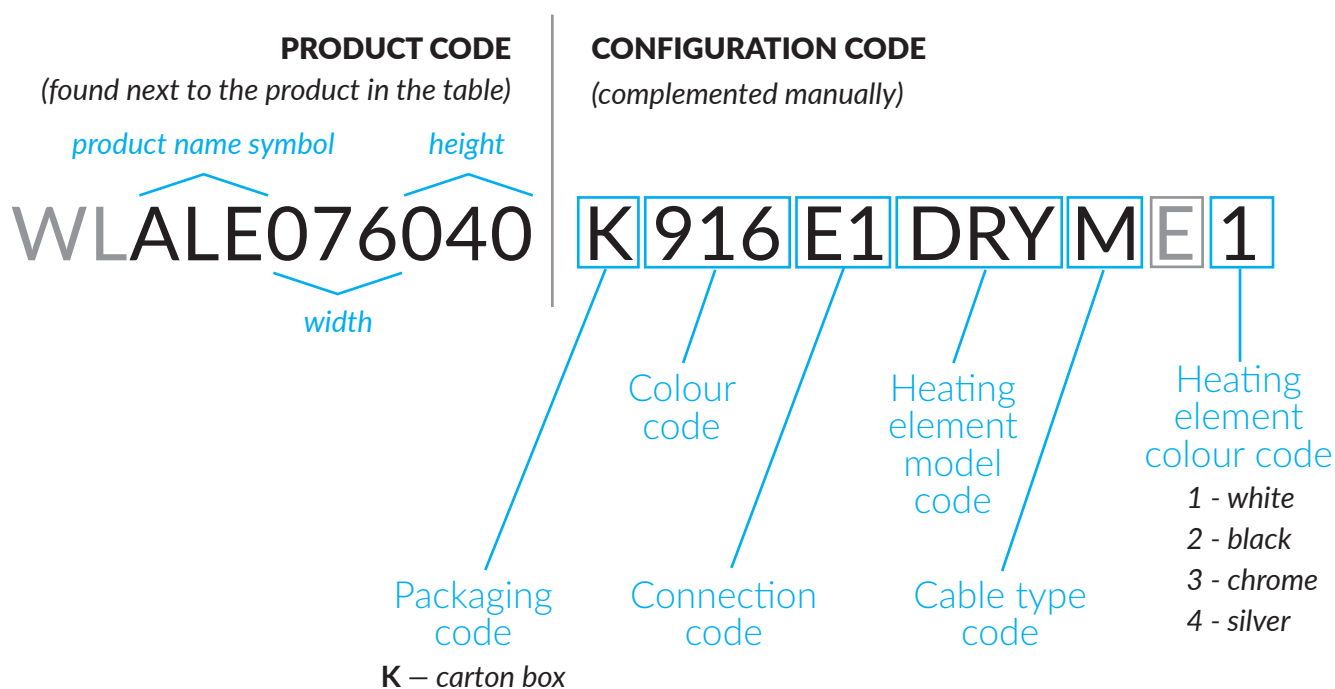 PRODUCT CODE
(found next to the product in the table)
product name symbol
height
WLALE076040
width
CONFIGURATION CODE
(complemented manually)
K 916 E1 DRY M E 1
Colour
code
Heating
element
model
code
Heating
element
colour code
1 - white
2 - black
3 - chrome
4 - silver
Packaging
code
K – carton box
Connection
code
Cable type
code